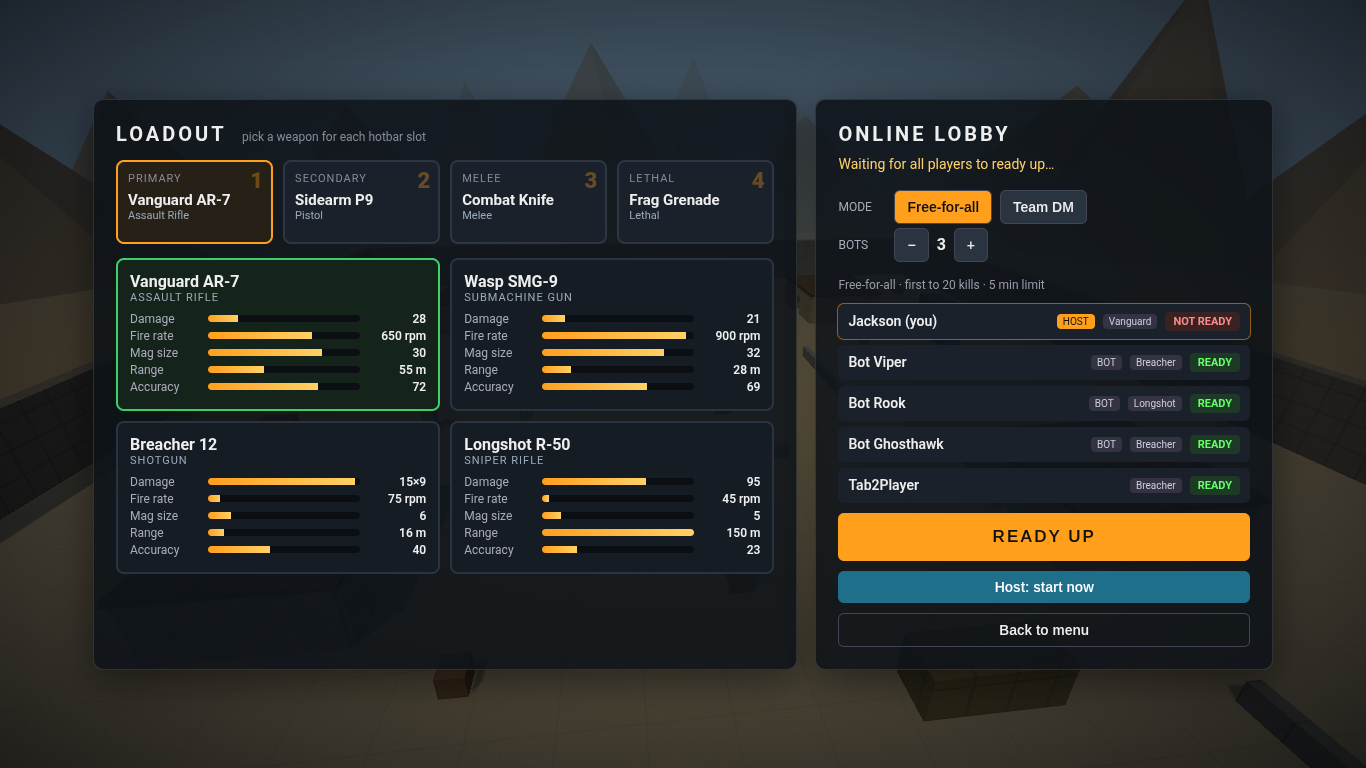 LOADOUT pick a weapon for each hotbar slot
PRIMARY 1
Vanguard AR-7
Assault Rifle
SECONDARY 2
Sidearm P9
Pistol
MELEE 3
Combat Knife
Melee
LETHAL 4
Frag Grenade
Lethal
Vanguard AR-7
ASSAULT RIFLE
Damage 28
Fire rate 650 rpm
Mag size 30
Range 55 m
Accuracy 72
Wasp SMG-9
SUBMACHINE GUN
Damage 21
Fire rate 900 rpm
Mag size 32
Range 28 m
Accuracy 69
Breacher 12
SHOTGUN
Damage 15×9
Fire rate 75 rpm
Mag size 6
Range 16 m
Accuracy 40
Longshot R-50
SNIPER RIFLE
Damage 95
Fire rate 45 rpm
Mag size 5
Range 150 m
Accuracy 23
ONLINE LOBBY
Waiting for all players to ready up…
MODE Free-for-all Team DM
BOTS − 3 +
Free-for-all · first to 20 kills · 5 min limit
Jackson (you) HOST Vanguard NOT READY
Bot Viper BOT Breacher READY
Bot Rook BOT Longshot READY
Bot Ghosthawk BOT Breacher READY
Tab2Player Breacher READY
READY UP
Host: start now
Back to menu